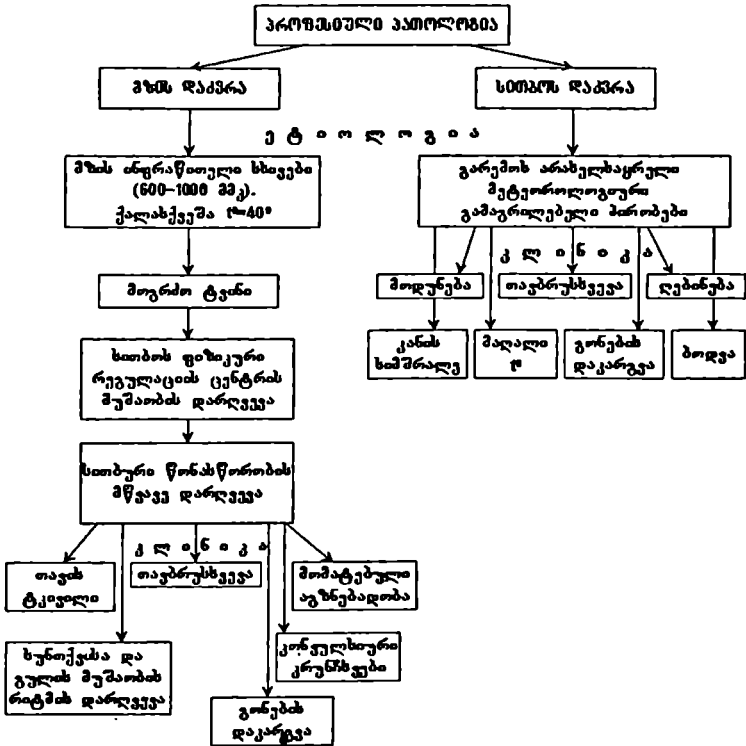 პროფესიული პათოლოგია
მზის დაკვრა
სითბოს დაკვრა
ე ტ ი ო ლ ო გ ი ა
მზის ინფრაწითელი სხივები
(600–1000 მმკ).
ქალასქვეშა t°=40°
გარემოს არახელსაყრელი
მეტეოროლოგიური
გამაგრილებელი პირობები
კ ლ ი ნ ი კ ა
მოდუნება
თავბრუსხვევა
ღებინება
კანის
სიმშრალე
მაღალი
t°
გონების
დაკარგვა
ბოდვა
მოგრძო ტვინი
სითბოს ფიზიკური
რეგულაციის ცენტრის
მუშაობის დარღვევა
სითბური წონასწორობის
მწვავე დარღვევა
კ ლ ი ნ ი კ ა
თავის
ტკივილი
თავბრუსხვევა
მომატებული
აგზნებადობა
სუნთქვისა და
გულის მუშაობის
რიტმის დარღვევა
კონვულსიური
კრუნჩხვები
გონების
დაკარგვა